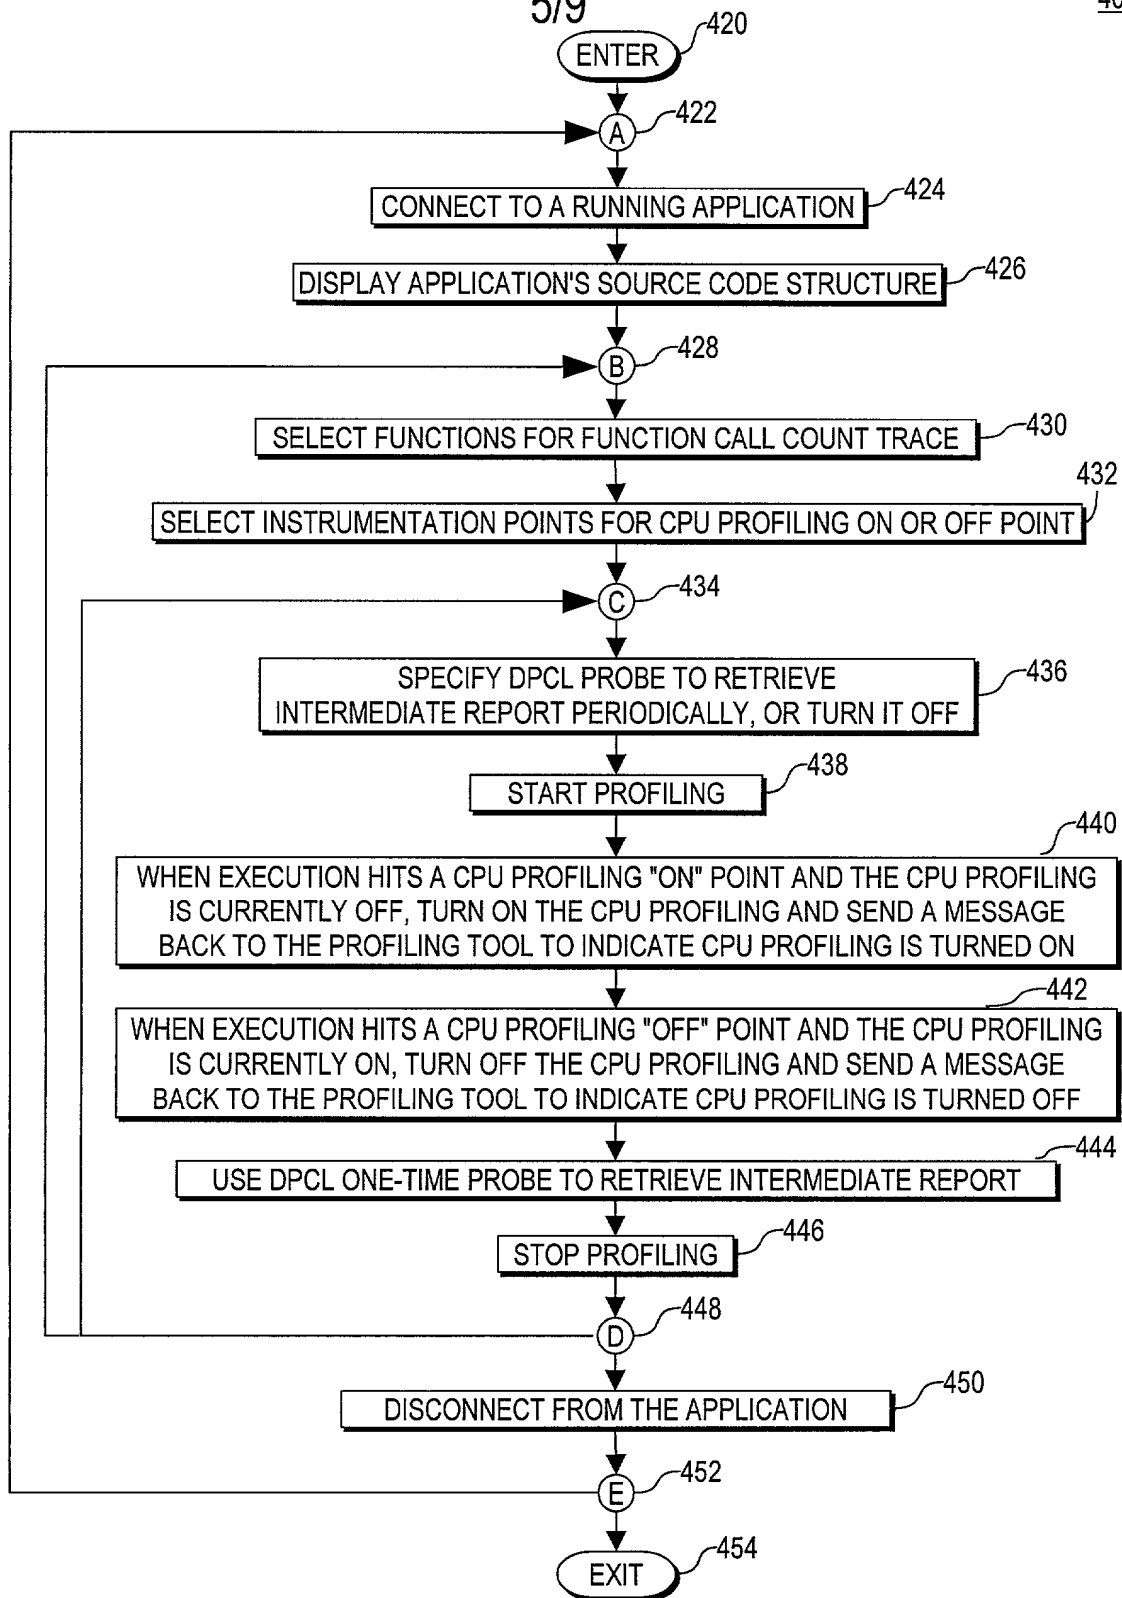 5/9
420
ENTER
A
422
CONNECT TO A RUNNING APPLICATION
424
DISPLAY APPLICATION'S SOURCE CODE STRUCTURE
426
B
428
SELECT FUNCTIONS FOR FUNCTION CALL COUNT TRACE
430
432
SELECT INSTRUMENTATION POINTS FOR CPU PROFILING ON OR OFF POINT
C
434
SPECIFY DPCL PROBE TO RETRIEVE
INTERMEDIATE REPORT PERIODICALLY, OR TURN IT OFF
436
438
START PROFILING
440
WHEN EXECUTION HITS A CPU PROFILING "ON" POINT AND THE CPU PROFILING
IS CURRENTLY OFF, TURN ON THE CPU PROFILING AND SEND A MESSAGE
BACK TO THE PROFILING TOOL TO INDICATE CPU PROFILING IS TURNED ON
442
WHEN EXECUTION HITS A CPU PROFILING "OFF" POINT AND THE CPU PROFILING
IS CURRENTLY ON, TURN OFF THE CPU PROFILING AND SEND A MESSAGE
BACK TO THE PROFILING TOOL TO INDICATE CPU PROFILING IS TURNED OFF
444
USE DPCL ONE-TIME PROBE TO RETRIEVE INTERMEDIATE REPORT
446
STOP PROFILING
D
448
450
DISCONNECT FROM THE APPLICATION
E
452
EXIT
454